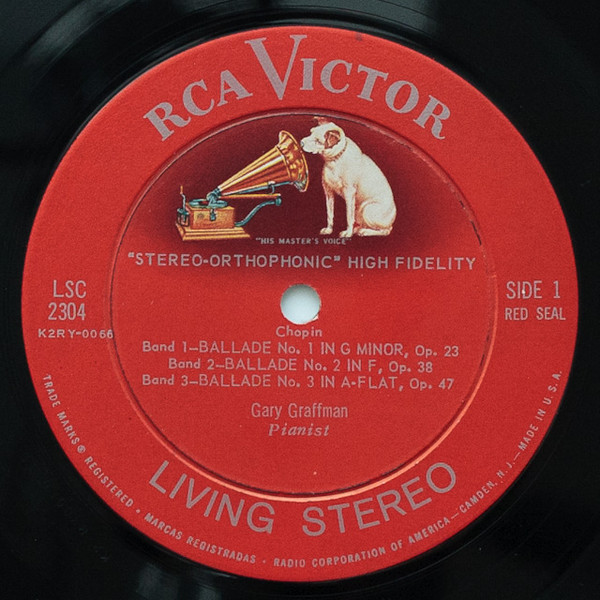 RCA VICTOR
"HIS MASTER'S VOICE"
"STEREO-ORTHOPHONIC" HIGH FIDELITY
LSC
2304
K2RY-0066
SIDE 1
RED SEAL
Chopin
Band 1—BALLADE No. 1 IN G MINOR, Op. 23
Band 2—BALLADE No. 2 IN F, Op. 38
Band 3—BALLADE No. 3 IN A-FLAT, Op. 47
Gary Graffman
Pianist
LIVING STEREO
TRADE MARKS ® REGISTERED • MARCAS REGISTRADAS • RADIO CORPORATION OF AMERICA—CAMDEN, N. J.—MADE IN U. S. A.